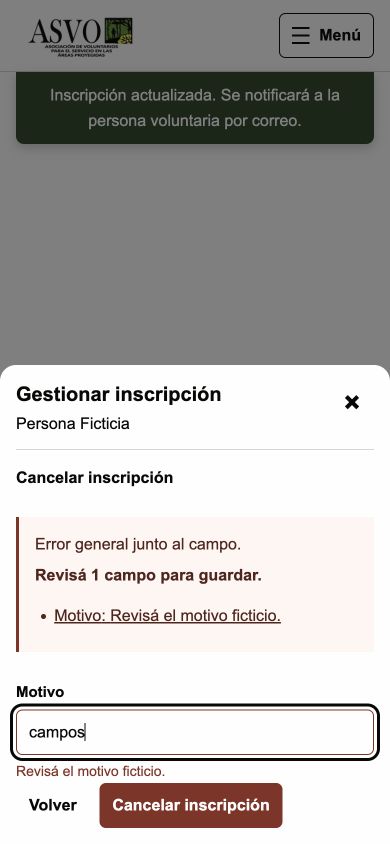 ASVO
ASOCIACIÓN DE VOLUNTARIOS
PARA EL SERVICIO EN LAS
ÁREAS PROTEGIDAS
Menú
Inscripción actualizada. Se notificará a la
persona voluntaria por correo.
Gestionar inscripción
Persona Ficticia
Cancelar inscripción
Error general junto al campo.
Revisá 1 campo para guardar.
Motivo: Revisá el motivo ficticio.
Motivo
campos
Revisá el motivo ficticio.
Volver
Cancelar inscripción